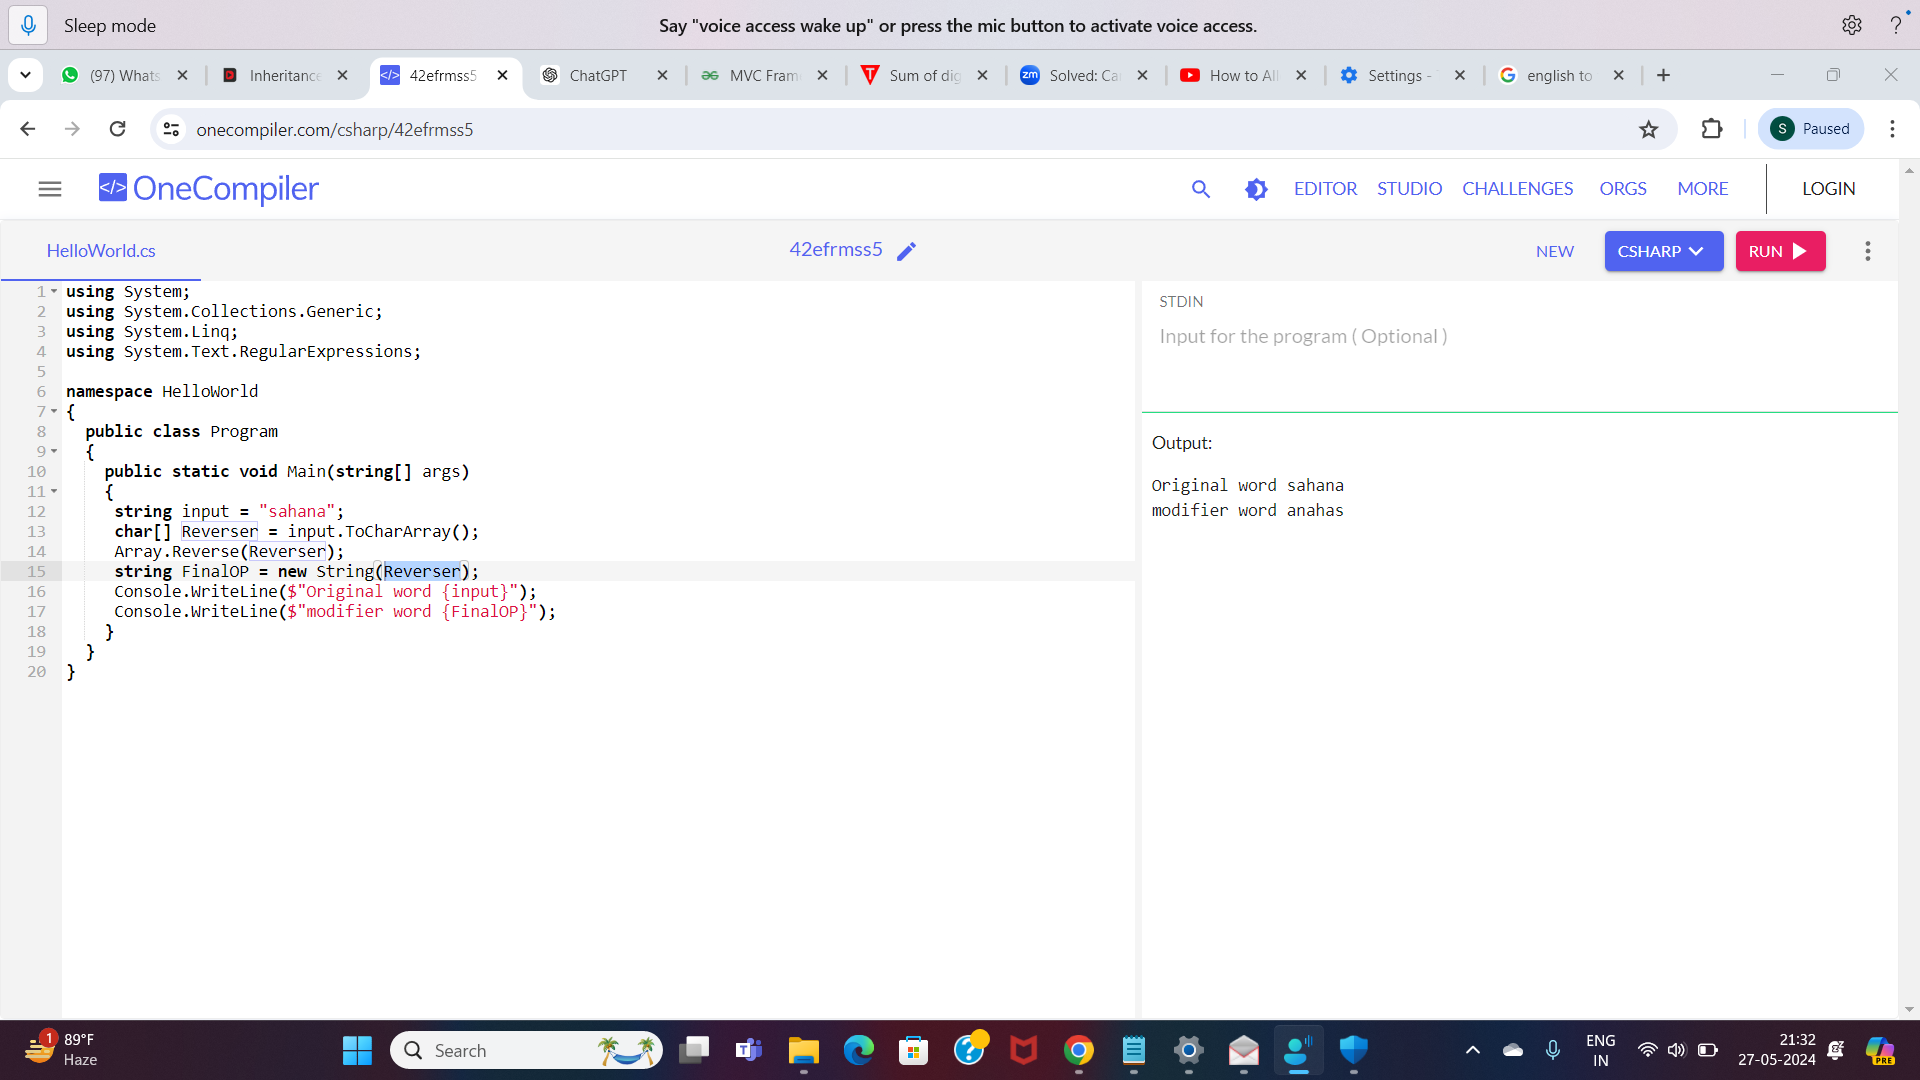 Sleep mode
Say "voice access wake up" or press the mic button to activate voice access.
?
(97) Whats
Inheritance
42efrmss5
ChatGPT
MVC Fram
Sum of dig
zm Solved: Ca
How to All
Settings -
english to
onecompiler.com/csharp/42efrmss5
S Paused
</> OneCompiler
EDITOR STUDIO CHALLENGES ORGS MORE LOGIN
HelloWorld.cs
42efrmss5
NEW CSHARP RUN
1 using System;
2 using System.Collections.Generic;
3 using System.Linq;
4 using System.Text.RegularExpressions;
5
6 namespace HelloWorld
7 {
8 public class Program
9 {
10 public static void Main(string[] args)
11 {
12 string input = "sahana";
13 char[] Reverser = input.ToCharArray();
14 Array.Reverse(Reverser);
15 string FinalOP = new String(Reverser);
16 Console.WriteLine($"Original word {input}");
17 Console.WriteLine($"modifier word {FinalOP}");
18 }
19 }
20 }
STDIN
Input for the program ( Optional )
Output:
Original word sahana
modifier word anahas
1
89°F
Haze
Search
ENG
IN
21:32
27-05-2024
PRE